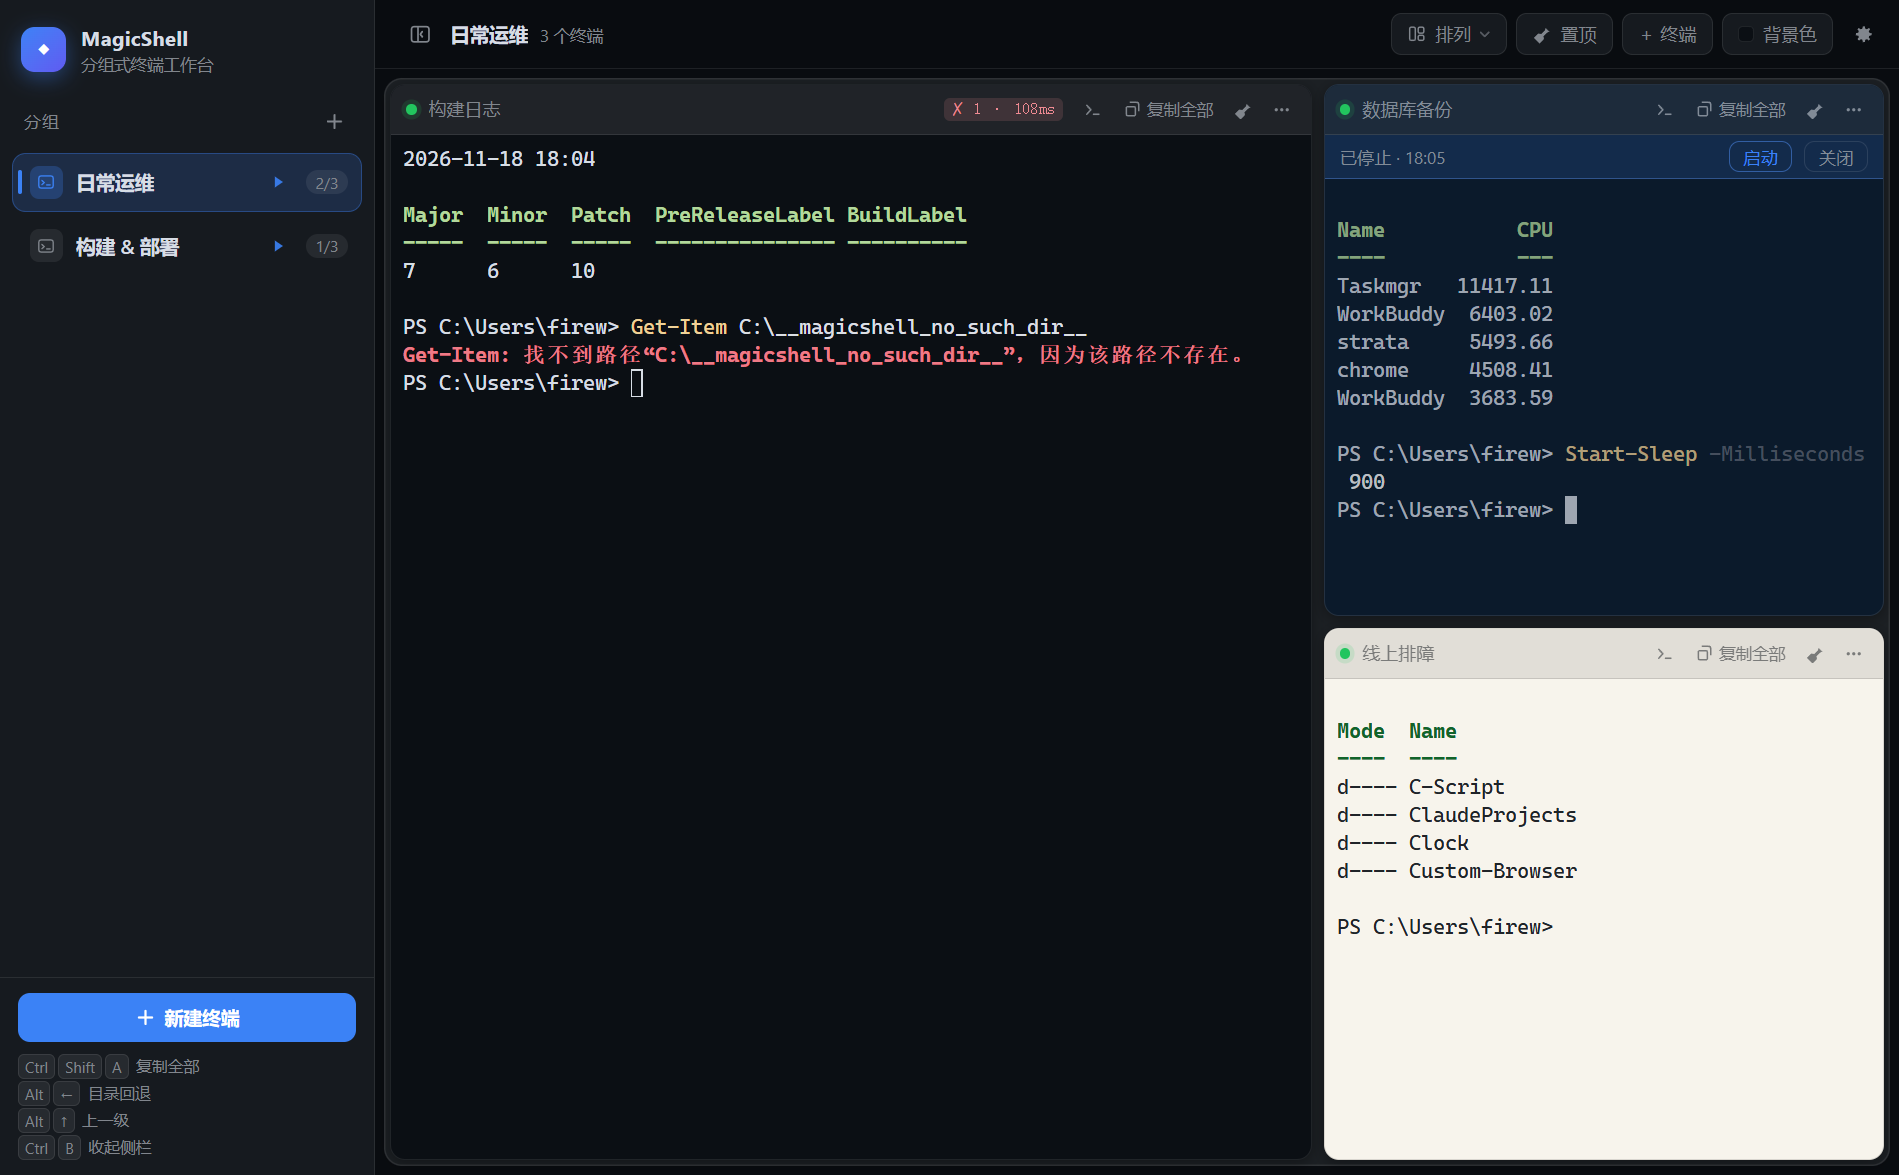 MagicShell
分组式终端工作台
分组
日常运维 2/3
构建 & 部署 1/3
+ 新建终端
Ctrl Shift A 复制全部
Alt ← 目录回退
Alt ↑ 上一级
Ctrl B 收起侧栏
日常运维 3 个终端
排列 置顶 + 终端 背景色
构建日志 ✗ 1 · 108ms 复制全部
2026-11-18 18:04
Major Minor Patch PreReleaseLabel BuildLabel
----- ----- ----- --------------- ----------
7 6 10
PS C:\Users\firew> Get-Item C:\__magicshell_no_such_dir__
Get-Item: 找不到路径“C:\__magicshell_no_such_dir__”，因为该路径不存在。
PS C:\Users\firew>
数据库备份 复制全部
已停止 · 18:05 启动 关闭
Name CPU
---- ---
Taskmgr 11417.11
WorkBuddy 6403.02
strata 5493.66
chrome 4508.41
WorkBuddy 3683.59
PS C:\Users\firew> Start-Sleep -Milliseconds
900
PS C:\Users\firew>
线上排障 复制全部
Mode Name
---- ----
d---- C-Script
d---- ClaudeProjects
d---- Clock
d---- Custom-Browser
PS C:\Users\firew>